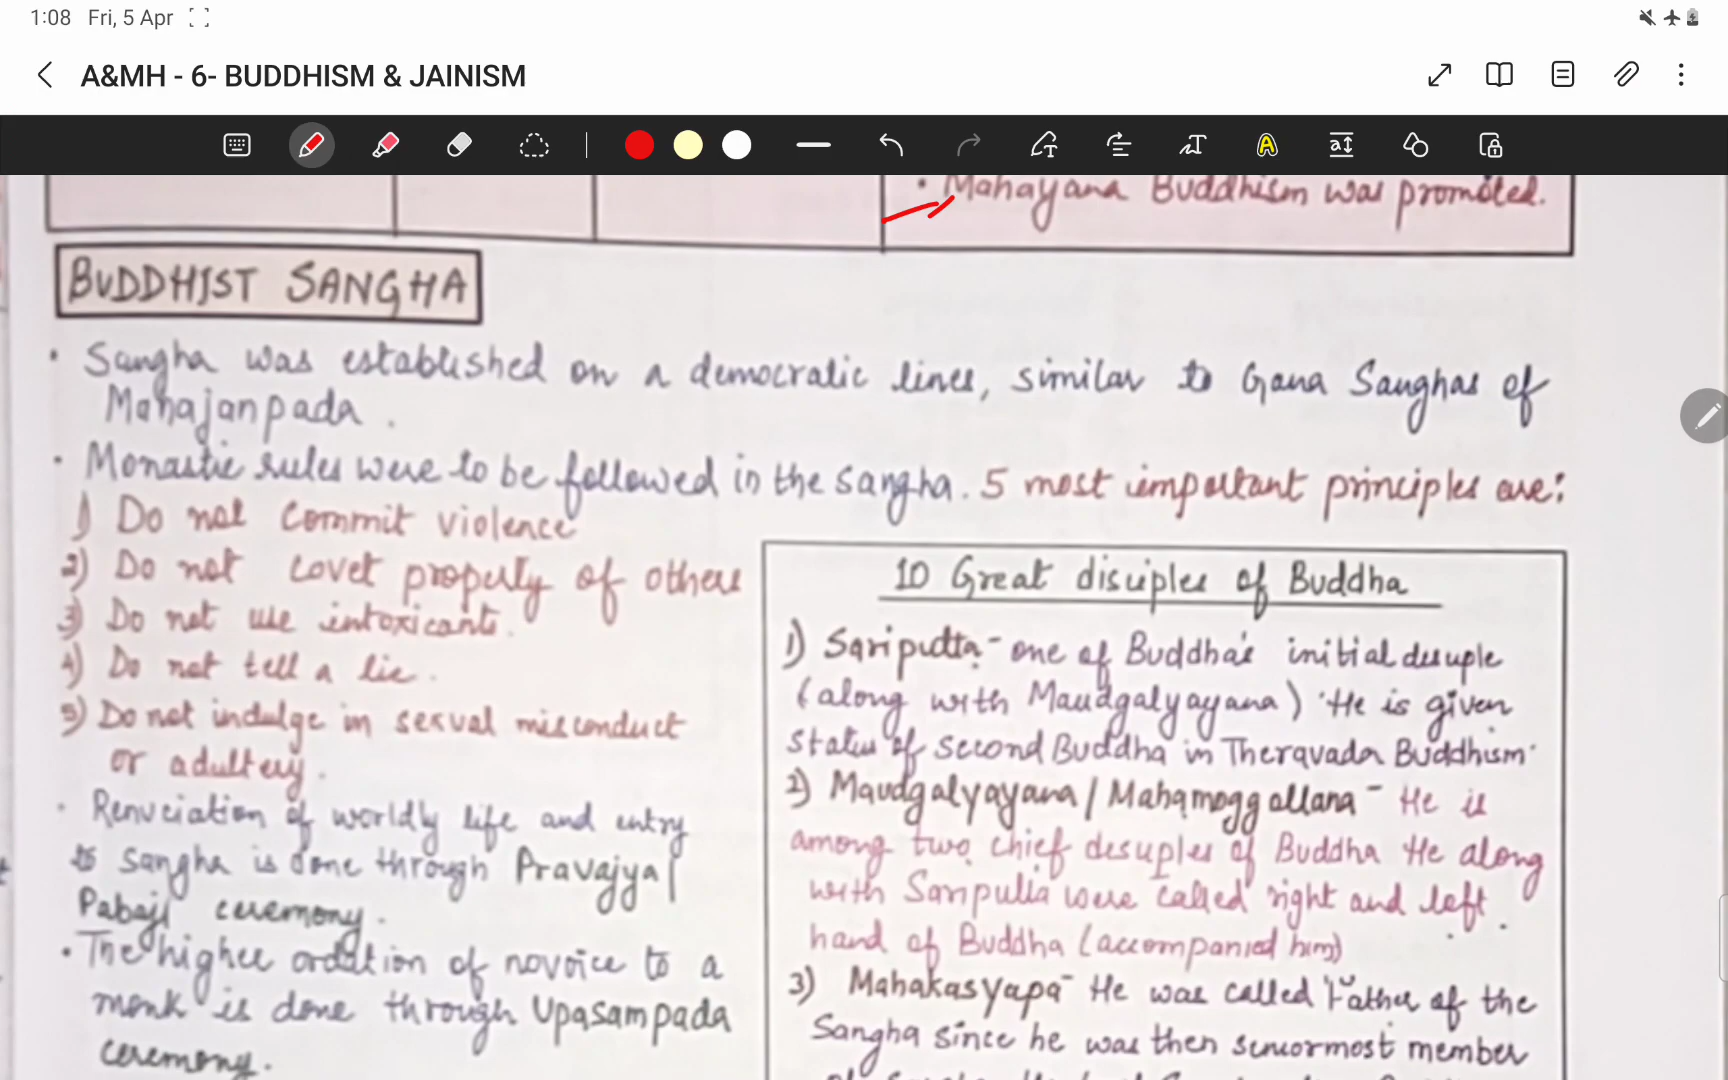 1:08 Fri, 5 Apr
A&MH - 6- BUDDHISM & JAINISM
• Mahayana Buddhism was promoted.
BUDDHIST SANGHA
• Sangha was established on a democratic lines, similar to Gana Sanghas of
Mahajanpada.
• Monastic rules were to be followed in the Sangha. 5 most important principles are:
1) Do not commit violence
2) Do not covet property of others
3) Do not use intoxicants.
4) Do not tell a lie.
5) Do not indulge in sexual misconduct
or adultery.
• Renuciation of worldly life and entry
to Sangha is done through Pravajya/
Pabajji ceremony.
• The higher ordation of novoice to a
monk is done through Upasampada
ceremony.
10 Great disciples of Buddha
1) Sariputta - one of Buddha's initial desuple
(along with Maudgalyayana) He is given
Status of second Buddha in Theravada Buddhism
2) Maudgalyayana / Mahamoggallana - He is
among two chief desuples of Buddha He along
with Saripulta were called right and left
hand of Buddha (accompanied him)
3) Mahakasyapa - He was called 'Father of the
Sangha since he was then seniormost member